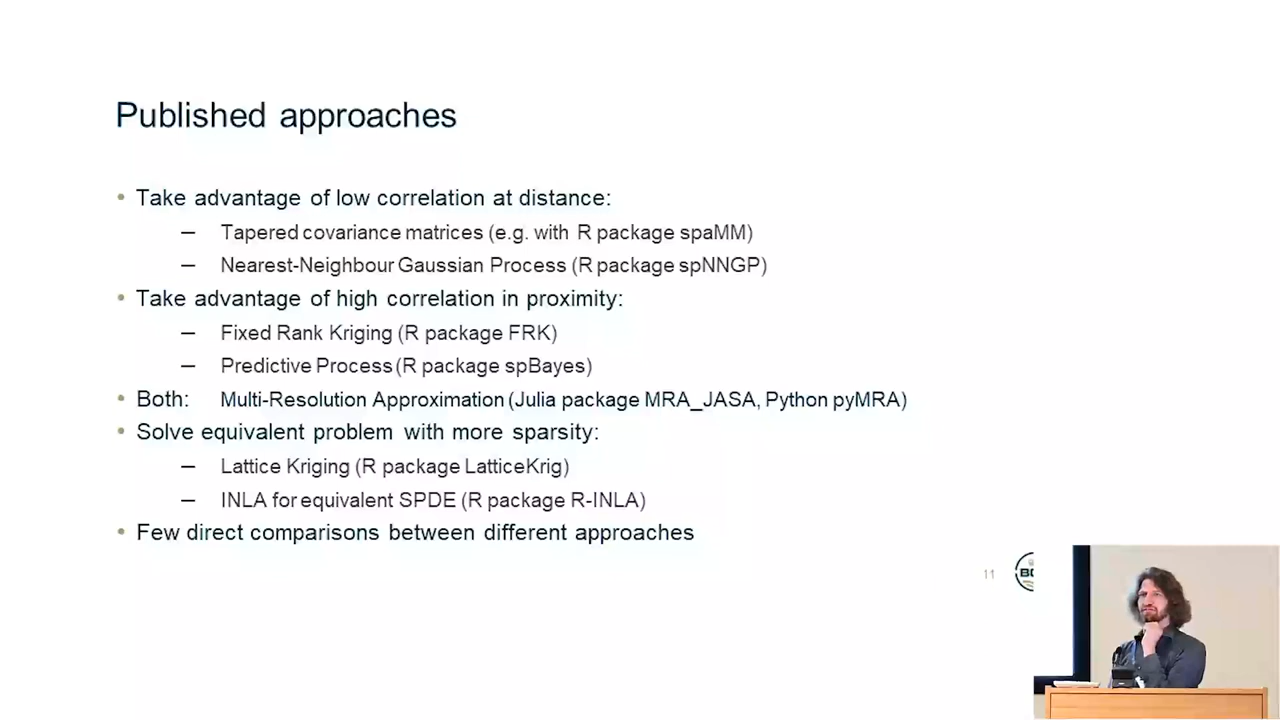 Published approaches
• Take advantage of low correlation at distance:
– Tapered covariance matrices (e.g. with R package spaMM)
– Nearest-Neighbour Gaussian Process (R package spNNGP)
• Take advantage of high correlation in proximity:
– Fixed Rank Kriging (R package FRK)
– Predictive Process (R package spBayes)
• Both: Multi-Resolution Approximation (Julia package MRA_JASA, Python pyMRA)
• Solve equivalent problem with more sparsity:
– Lattice Kriging (R package LatticeKrig)
– INLA for equivalent SPDE (R package R-INLA)
• Few direct comparisons between different approaches
11